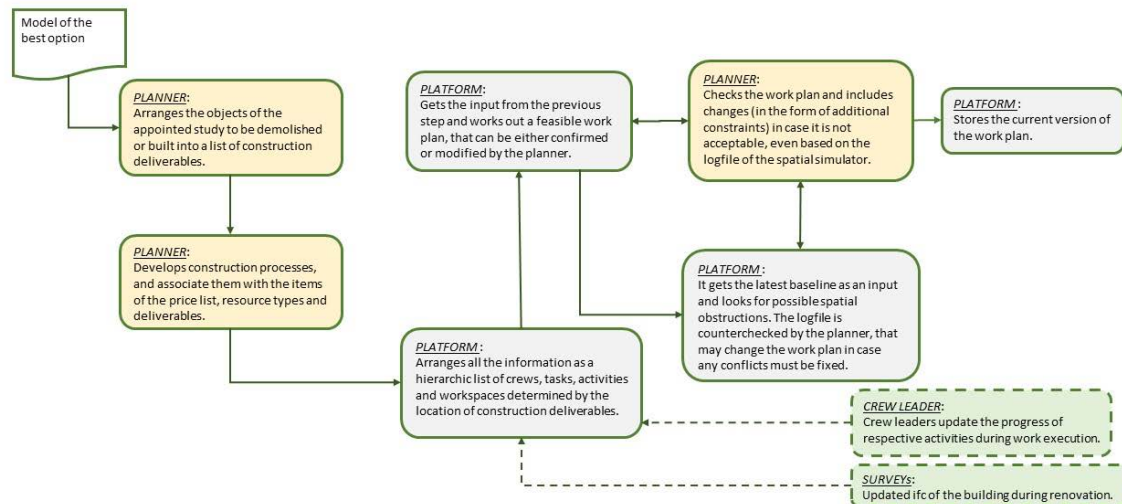 Model of the
best option
PLANNER:
Arranges the objects of the
appointed study to be demolished
or built into a list of construction
deliverables.
PLANNER:
Develops construction processes,
and associate them with the items
of the price list, resource types and
deliverables.
PLATFORM:
Gets the input from the previous
step and works out a feasible work
plan, that can be either confirmed
or modified by the planner.
PLATFORM :
Arranges all the information as a
hierarchic list of crews, tasks, activities
and workspaces determined by the
location of construction deliverables.
PLANNER:
Checks the work plan and includes
changes (in the form of additional
constraints) in case it is not
acceptable, even based on the
logfile of the spatial simulator.
PLATFORM :
Stores the current version of
the work plan.
PLATFORM :
It gets the latest baseline as an input
and looks for possible spatial
obstructions. The logfile is
counterchecked by the planner, that
may change the work plan in case
any conflicts must be fixed.
CREW LEADER:
Crew leaders update the progress of
respective activities during work execution.
SURVEYs:
Updated ifc of the building during renovation.